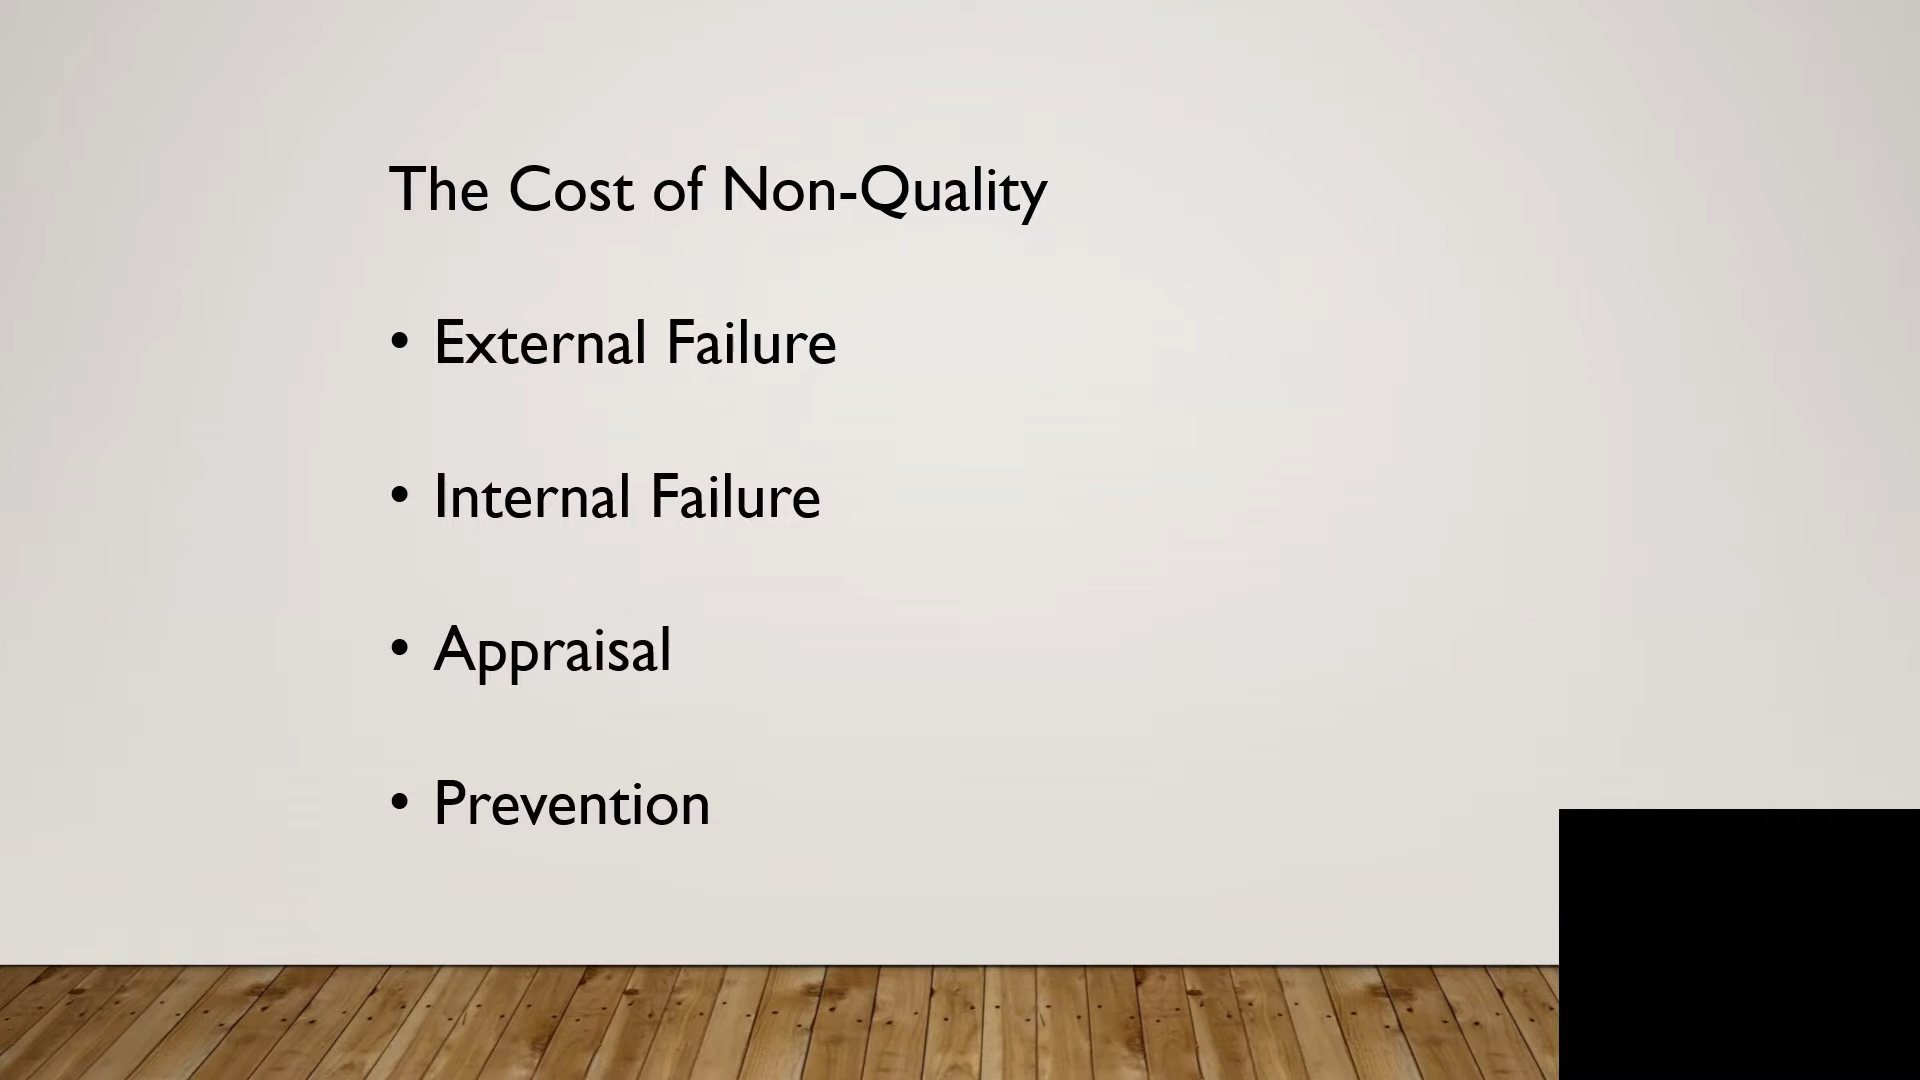 The Cost of Non-Quality
• External Failure
• Internal Failure
• Appraisal
• Prevention